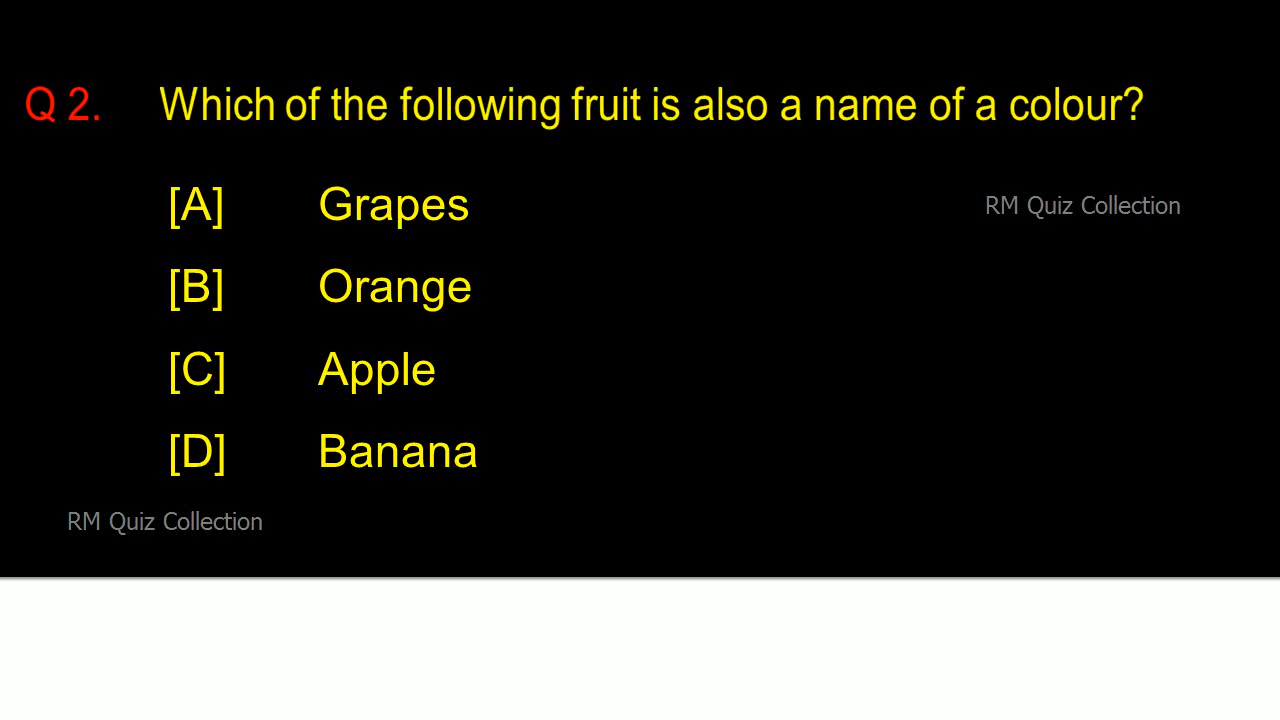 Q 2. Which of the following fruit is also a name of a colour?
[A] Grapes
RM Quiz Collection
[B] Orange
[C] Apple
[D] Banana
RM Quiz Collection